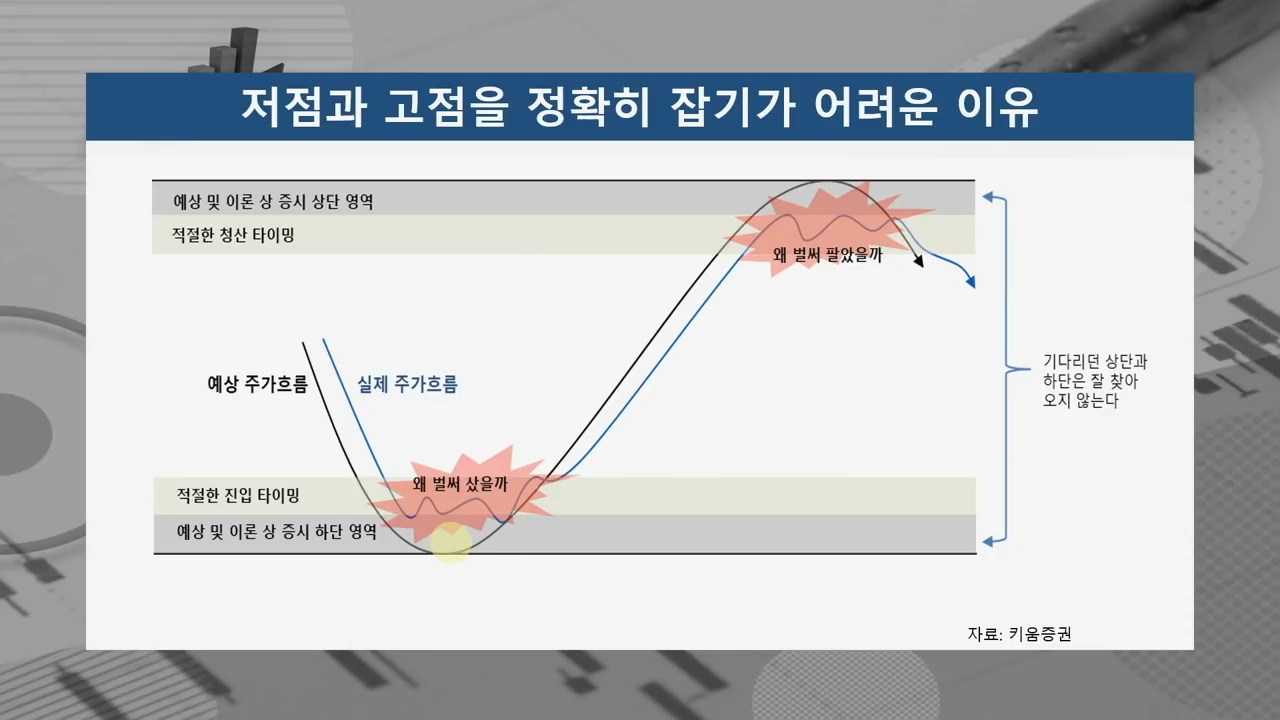 저점과 고점을 정확히 잡기가 어려운 이유
예상 및 이론 상 증시 상단 영역
적절한 청산 타이밍
왜 벌써 팔았을까
예상 주가흐름
실제 주가흐름
기다리던 상단과
하단은 잘 찾아
오지 않는다
왜 벌써 샀을까
적절한 진입 타이밍
예상 및 이론 상 증시 하단 영역
자료: 키움증권